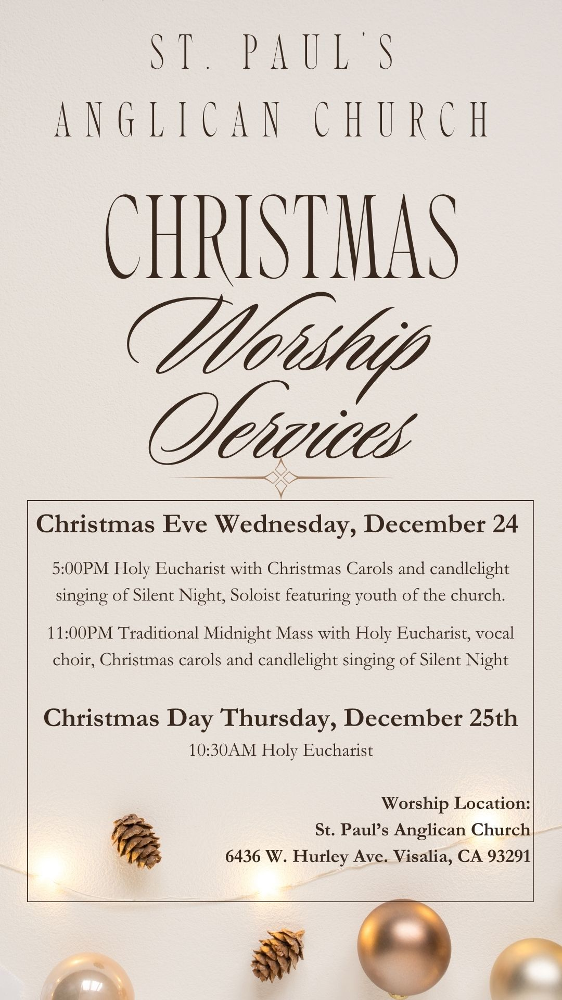 ST. PAUL'S
ANGLICAN CHURCH
CHRISTMAS
Worship
Services
Christmas Eve Wednesday, December 24
5:00PM Holy Eucharist with Christmas Carols and candlelight
singing of Silent Night, Soloist featuring youth of the church.
11:00PM Traditional Midnight Mass with Holy Eucharist, vocal
choir, Christmas carols and candlelight singing of Silent Night
Christmas Day Thursday, December 25th
10:30AM Holy Eucharist
Worship Location:
St. Paul’s Anglican Church
6436 W. Hurley Ave. Visalia, CA 93291